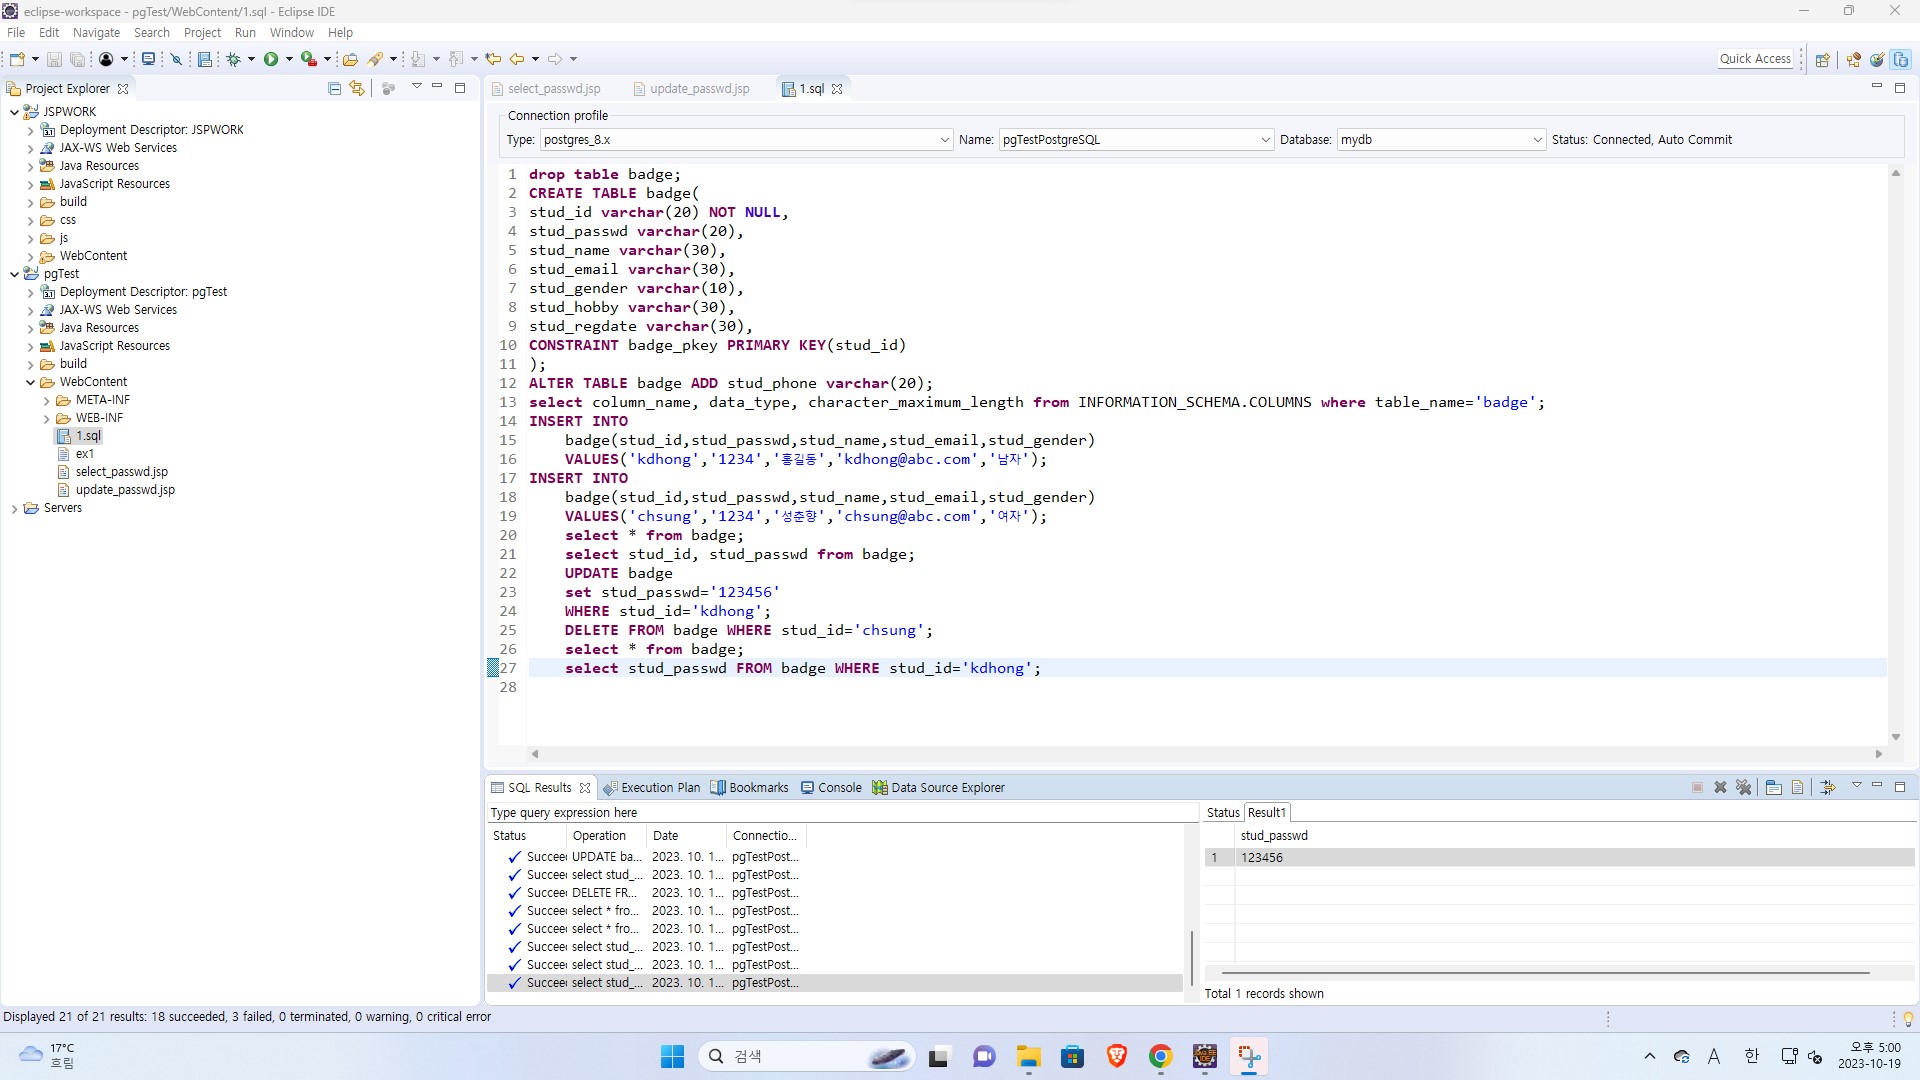 eclipse-workspace - pgTest/WebContent/1.sql - Eclipse IDE
File Edit Navigate Search Project Run Window Help
Quick Access
Project Explorer
JSPWORK
Deployment Descriptor: JSPWORK
JAX-WS Web Services
Java Resources
JavaScript Resources
build
css
js
WebContent
pgTest
Deployment Descriptor: pgTest
JAX-WS Web Services
Java Resources
JavaScript Resources
build
WebContent
META-INF
WEB-INF
1.sql
ex1
select_passwd.jsp
update_passwd.jsp
Servers
select_passwd.jsp update_passwd.jsp 1.sql
Connection profile
Type: postgres_8.x Name: pgTestPostgreSQL Database: mydb Status: Connected, Auto Commit
1 drop table badge;
2 CREATE TABLE badge(
3 stud_id varchar(20) NOT NULL,
4 stud_passwd varchar(20),
5 stud_name varchar(30),
6 stud_email varchar(30),
7 stud_gender varchar(10),
8 stud_hobby varchar(30),
9 stud_regdate varchar(30),
10 CONSTRAINT badge_pkey PRIMARY KEY(stud_id)
11 );
12 ALTER TABLE badge ADD stud_phone varchar(20);
13 select column_name, data_type, character_maximum_length from INFORMATION_SCHEMA.COLUMNS where table_name='badge';
14 INSERT INTO
15 badge(stud_id,stud_passwd,stud_name,stud_email,stud_gender)
16 VALUES('kdhong','1234','홍길동','kdhong@abc.com','남자');
17 INSERT INTO
18 badge(stud_id,stud_passwd,stud_name,stud_email,stud_gender)
19 VALUES('chsung','1234','성춘향','chsung@abc.com','여자');
20 select * from badge;
21 select stud_id, stud_passwd from badge;
22 UPDATE badge
23 set stud_passwd='123456'
24 WHERE stud_id='kdhong';
25 DELETE FROM badge WHERE stud_id='chsung';
26 select * from badge;
27 select stud_passwd FROM badge WHERE stud_id='kdhong';
28
SQL Results Execution Plan Bookmarks Console Data Source Explorer
Type query expression here
Status Operation Date Connectio...
Succee UPDATE ba... 2023. 10. 1... pgTestPost...
Succee select stud_... 2023. 10. 1... pgTestPost...
Succee DELETE FR... 2023. 10. 1... pgTestPost...
Succee select * fro... 2023. 10. 1... pgTestPost...
Succee select * fro... 2023. 10. 1... pgTestPost...
Succee select stud_... 2023. 10. 1... pgTestPost...
Succee select stud_... 2023. 10. 1... pgTestPost...
Succee select stud_... 2023. 10. 1... pgTestPost...
Status Result1
stud_passwd
1 123456
Total 1 records shown
Displayed 21 of 21 results: 18 succeeded, 3 failed, 0 terminated, 0 warning, 0 critical error
17°C
흐림
검색
A 한
오후 5:00
2023-10-19